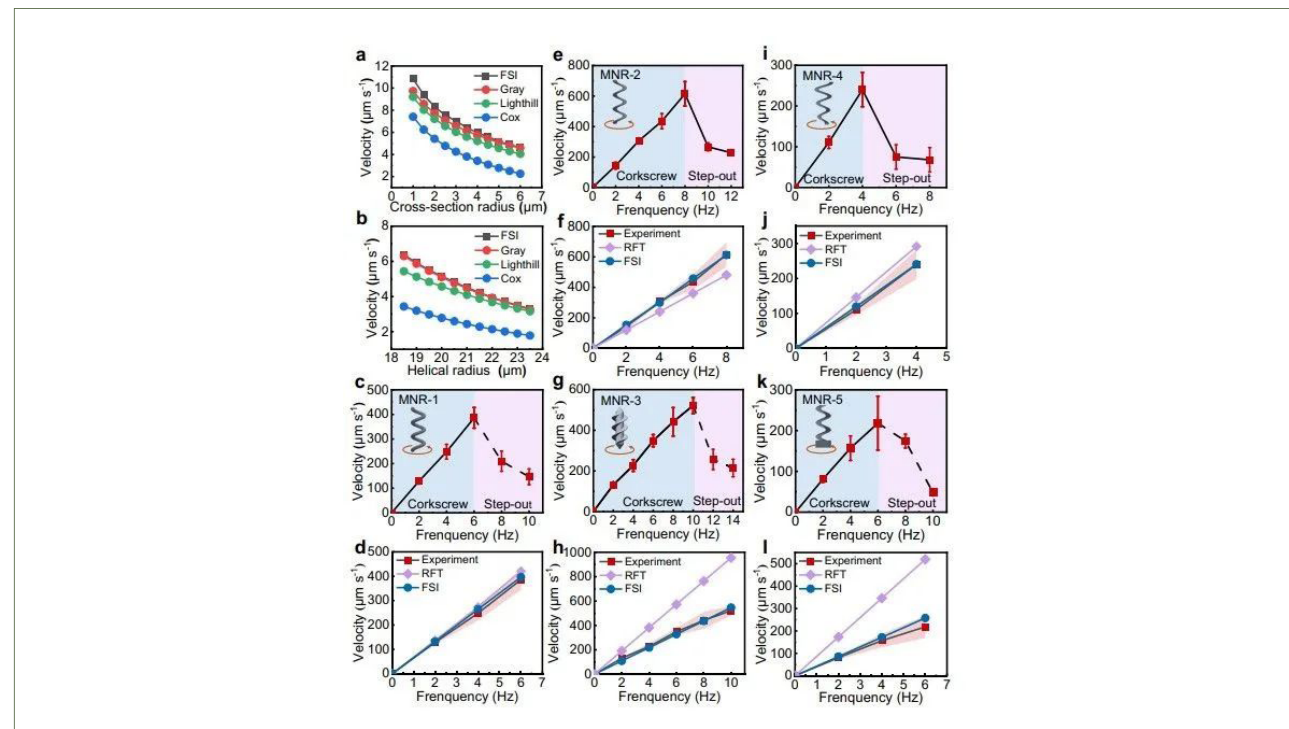 a
12
10
8
6
4
2
Velocity (µm s⁻¹)
FSI
Gray
Lighthill
Cox
0 1 2 3 4 5 6 7
Cross-section radius (µm)
e
800
600
400
200
0
Velocity (µm s⁻¹)
MNR-2
Corkscrew Step-out
0 2 4 6 8 10 12
Frenquency (Hz)
i
300
200
100
0
Velocity (µm s⁻¹)
MNR-4
Corkscrew Step-out
0 2 4 6 8
Frenquency (Hz)
b
8
6
4
2
Velocity (µm s⁻¹)
FSI
Gray
Lighthill
Cox
18 19 20 21 22 23 24
Helical radius (µm)
f
800
600
400
200
0
Velocity (µm s⁻¹)
Experiment
RFT
FSI
0 2 4 6 8
Frenquency (Hz)
j
300
200
100
0
Velocity (µm s⁻¹)
Experiment
RFT
FSI
0 1 2 3 4 5
Frenquency (Hz)
c
500
400
300
200
100
0
Velocity (µm s⁻¹)
MNR-1
Corkscrew Step-out
0 2 4 6 8 10
Frenquency (Hz)
g
600
400
200
0
Velocity (µm s⁻¹)
MNR-3
Corkscrew Step-out
0 2 4 6 8 10 12 14
Frenquency (Hz)
k
300
200
100
0
Velocity (µm s⁻¹)
MNR-5
Corkscrew Step-out
0 2 4 6 8 10
Frenquency (Hz)
d
500
400
300
200
100
0
Velocity (µm s⁻¹)
Experiment
RFT
FSI
0 1 2 3 4 5 6 7
Frenquency (Hz)
h
1000
800
600
400
200
0
Velocity (µm s⁻¹)
Experiment
RFT
FSI
0 2 4 6 8 10
Frenquency (Hz)
l
500
400
300
200
100
0
Velocity (µm s⁻¹)
Experiment
RFT
FSI
0 1 2 3 4 5 6 7
Frenquency (Hz)